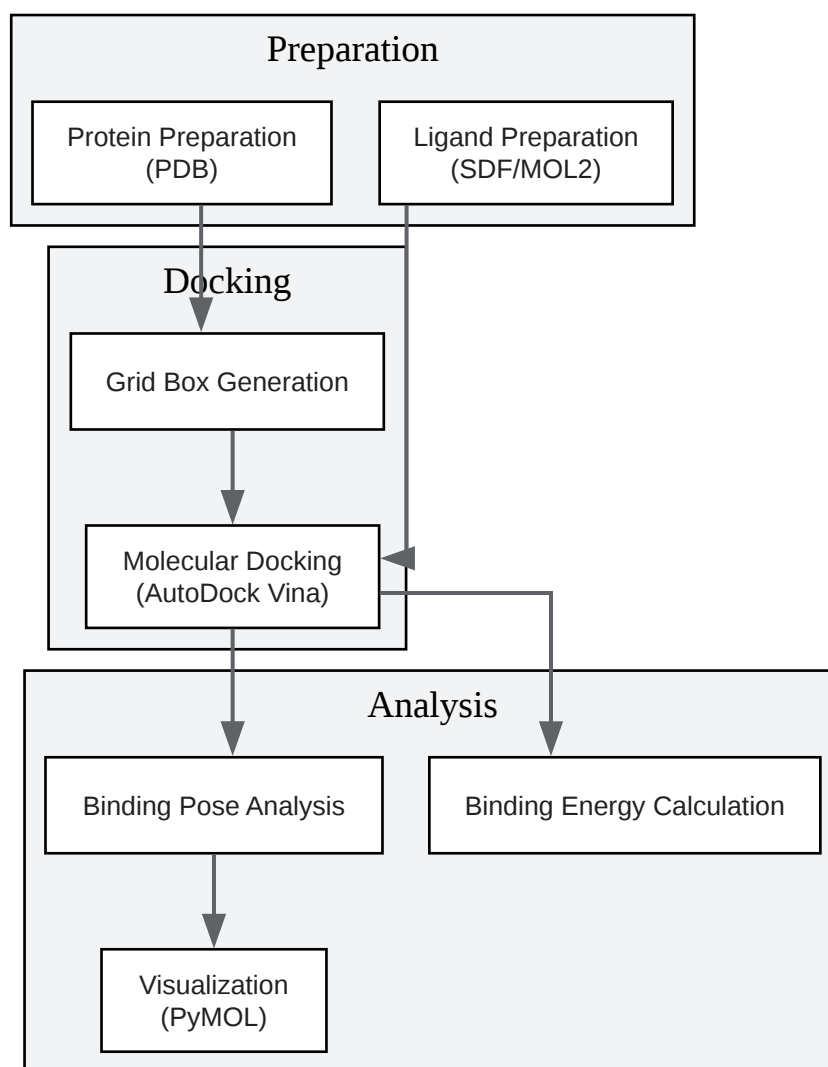 Preparation
Protein Preparation
(PDB)
Ligand Preparation
(SDF/MOL2)
Docking
Grid Box Generation
Molecular Docking
(AutoDock Vina)
Analysis
Binding Pose Analysis
Binding Energy Calculation
Visualization
(PyMOL)